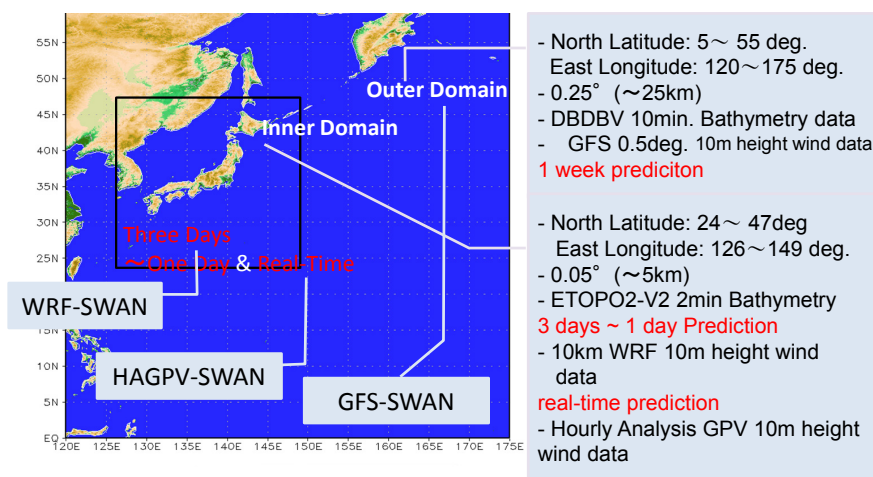 55N
50N
45N
40N
35N
30N
25N
15N
10N
5N
EQ
120E 125E 130E 135E 140E 145E 150E 155E 160E 165E 170E 175E
Outer Domain
Inner Domain
Three Days
~One Day & Real-Time
WRF-SWAN
HAGPV-SWAN
GFS-SWAN
- North Latitude: 5~ 55 deg.
East Longitude: 120~175 deg.
- 0.25° (~25km)
- DBDBV 10min. Bathymetry data
- GFS 0.5deg. 10m height wind data
1 week prediciton
- North Latitude: 24~ 47deg
East Longitude: 126~149 deg.
- 0.05° (~5km)
- ETOPO2-V2 2min Bathymetry
3 days ~ 1 day Prediction
- 10km WRF 10m height wind
data
real-time prediction
- Hourly Analysis GPV 10m height
wind data